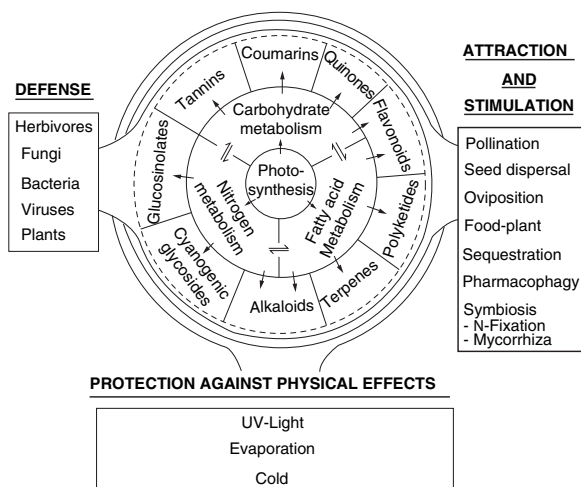 DEFENSE
Herbivores
Fungi
Bacteria
Viruses
Plants
Tannins
Coumarins
Quinones
Flavonoids
Polyketides
Terpenes
Alkaloids
Cyanogenic
glycosides
Glucosinolates
Carbohydrate
metabolism
Nitrogen
metabolism
Fatty acid
Metabolism
Photo-
synthesis
ATTRACTION
AND
STIMULATION
Pollination
Seed dispersal
Oviposition
Food-plant
Sequestration
Pharmacophagy
Symbiosis
- N-Fixation
- Mycorrhiza
PROTECTION AGAINST PHYSICAL EFFECTS
UV-Light
Evaporation
Cold